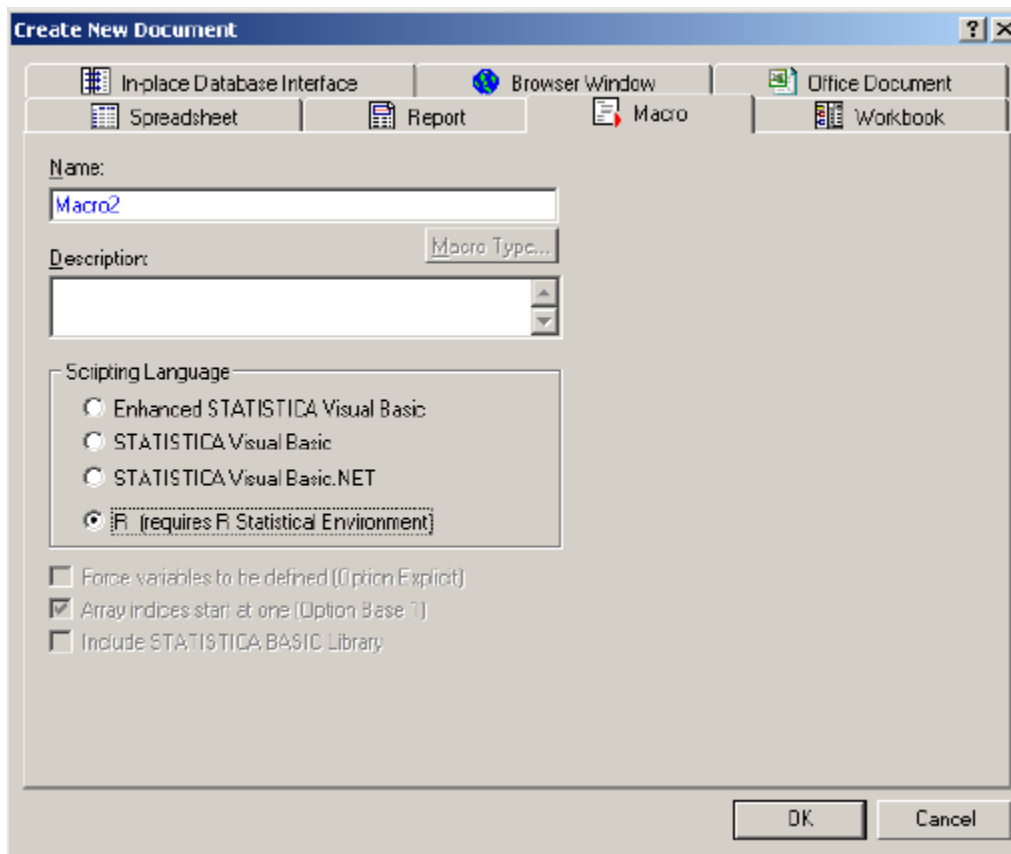 Create New Document
In-place Database Interface Browser Window Office Document
Spreadsheet Report Macro Workbook
Name:
Macro2
Macro Type...
Description:
Scripting Language
Enhanced STATISTICA Visual Basic
STATISTICA Visual Basic
STATISTICA Visual Basic.NET
R (requires R Statistical Environment)
Force variables to be defined (Option Explicit)
Array indices start at one (Option Base 1)
Include STATISTICA BASIC Library
OK Cancel